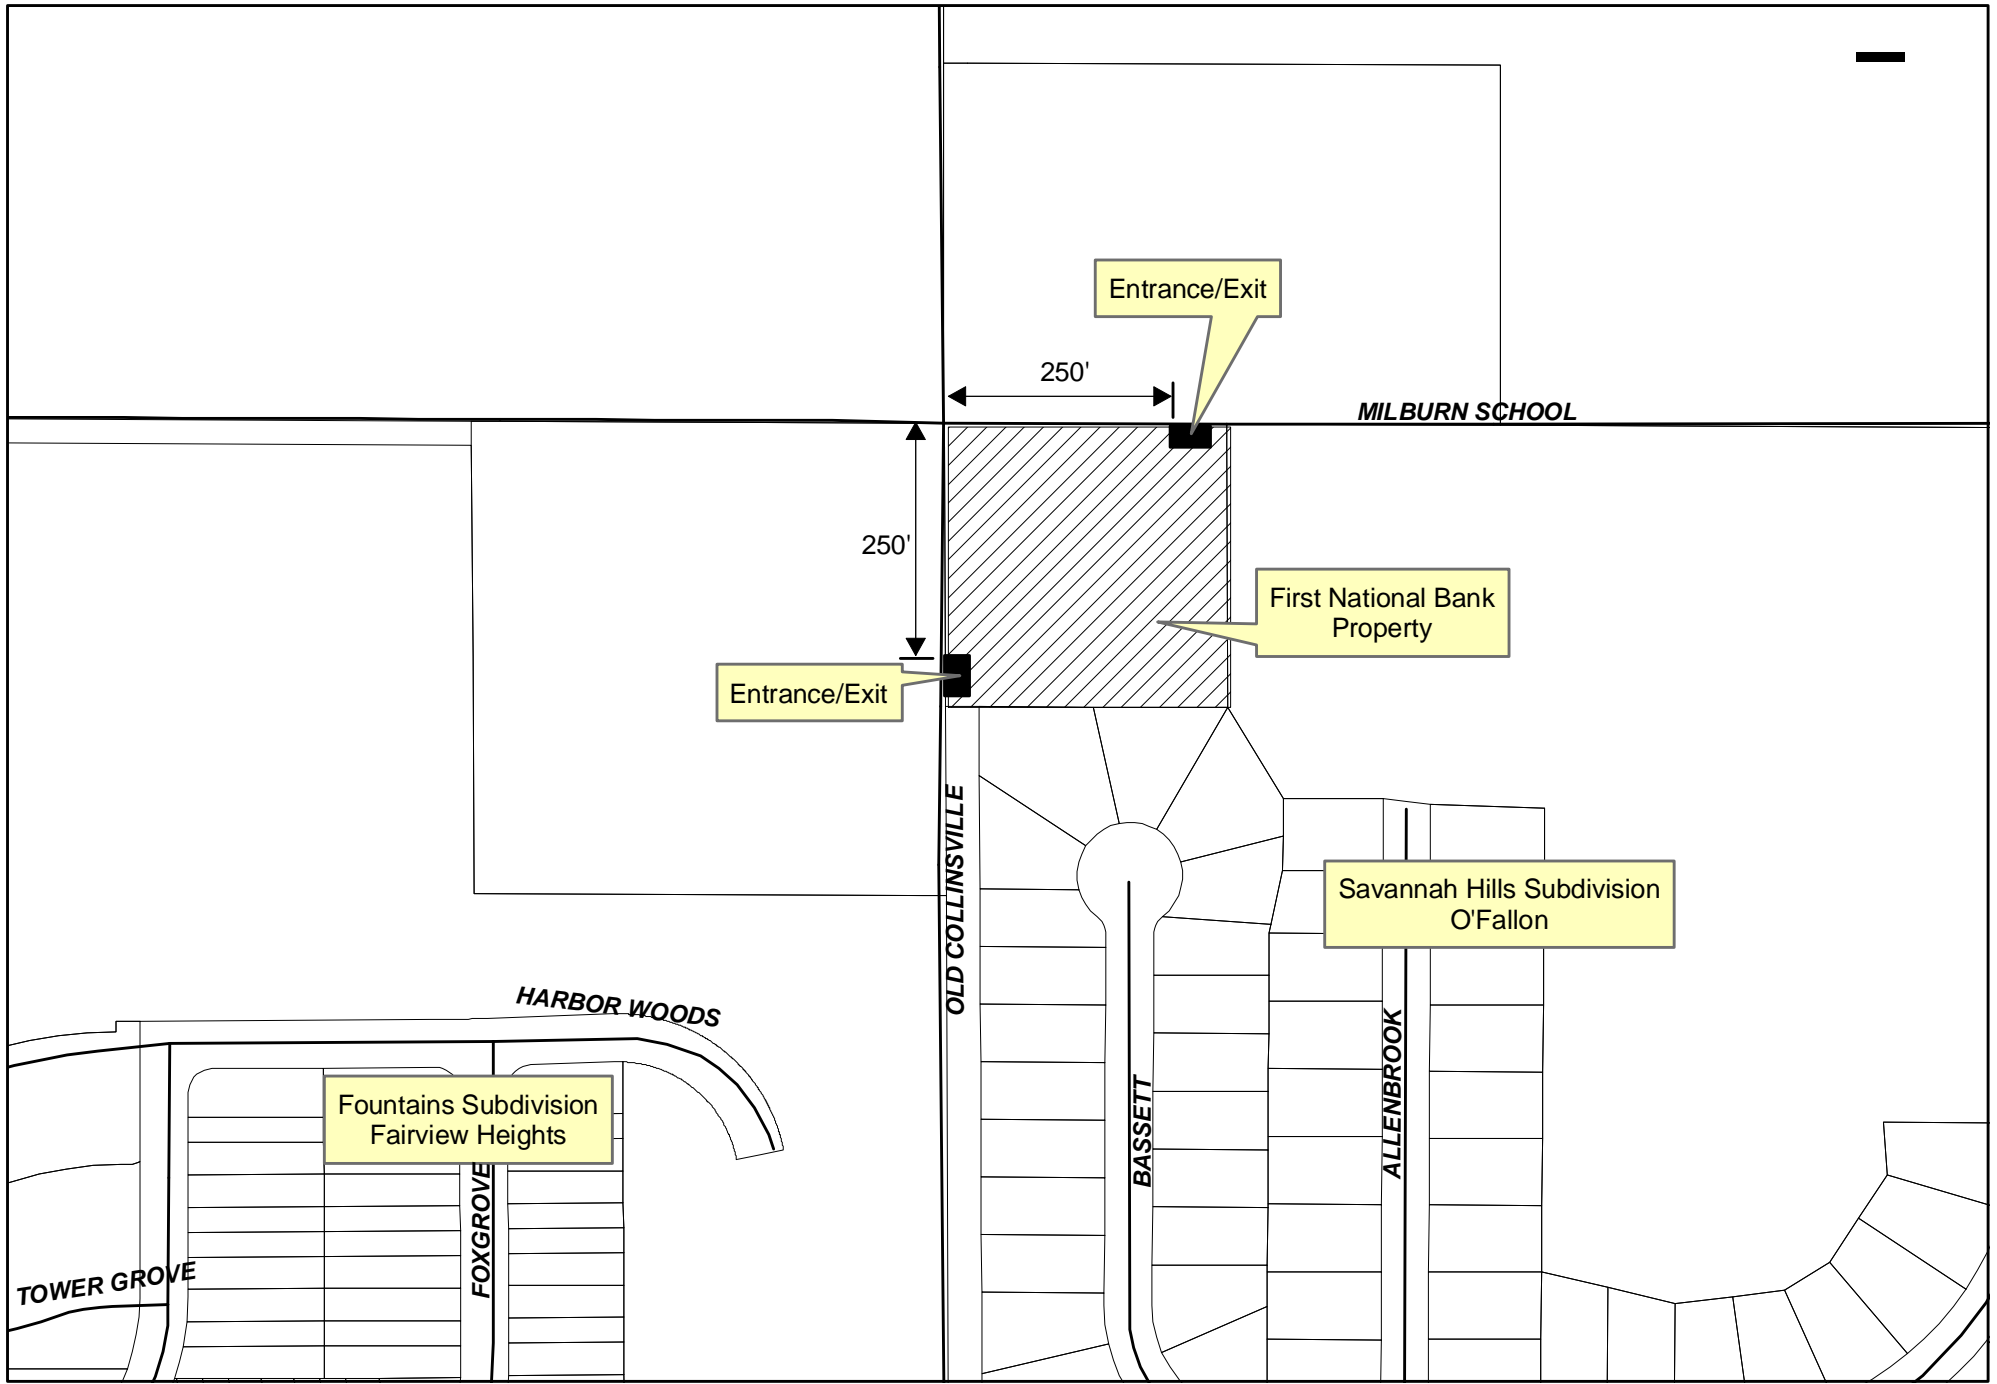 Entrance/Exit
250'
MILBURN SCHOOL
250'
First National Bank
Property
Entrance/Exit
OLD COLLINSVILLE
Savannah Hills Subdivision
O'Fallon
HARBOR WOODS
ALLENBROOK
BASSETT
Fountains Subdivision
Fairview Heights
FOXGROVE
TOWER GROVE